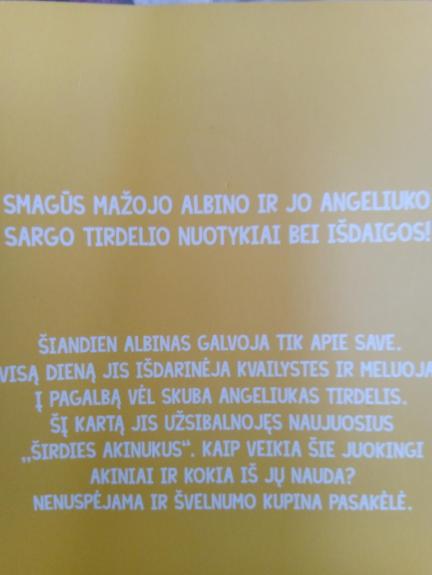 SMAGŪS MAŽOJO ALBINO IR JO ANGELIUKO
SARGO TIRDELIO NUOTYKIAI BEI IŠDAIGOS!
ŠIANDIEN ALBINAS GALVOJA TIK APIE SAVE.
VISĄ DIENĄ JIS IŠDARINĖJA KVAILYSTES IR MELUOJA
Į PAGALBĄ VĖL SKUBA ANGELIUKAS TIRDELIS.
ŠĮ KARTĄ JIS UŽSIBALNOJĘS NAUJUOSIUS
„ŠIRDIES AKINUKUS“. KAIP VEIKIA ŠIE JUOKINGI
AKINIAI IR KOKIA IŠ JŲ NAUDA?
NENUSPĖJAMA IR ŠVELNUMO KUPINA PASAKĖLĖ.